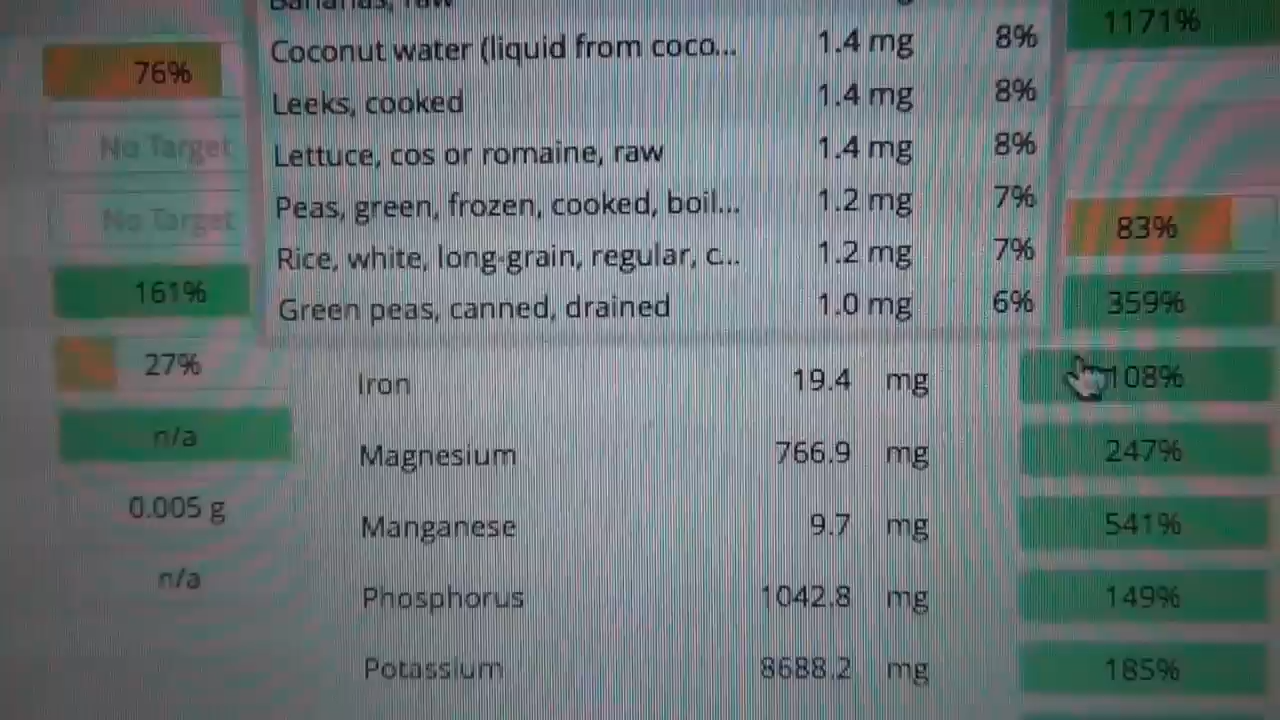 Bananas, raw
1171%
Coconut water (liquid from coco... 1.4 mg 8%
76%
Leeks, cooked 1.4 mg 8%
No Target
Lettuce, cos or romaine, raw 1.4 mg 8%
Peas, green, frozen, cooked, boil... 1.2 mg 7%
No Target
83%
Rice, white, long-grain, regular, c... 1.2 mg 7%
161%
Green peas, canned, drained 1.0 mg 6%
359%
27%
Iron 19.4 mg 108%
n/a
Magnesium 766.9 mg 247%
0.005 g
Manganese 9.7 mg 541%
n/a
Phosphorus 1042.8 mg 149%
Potassium 8688.2 mg 185%